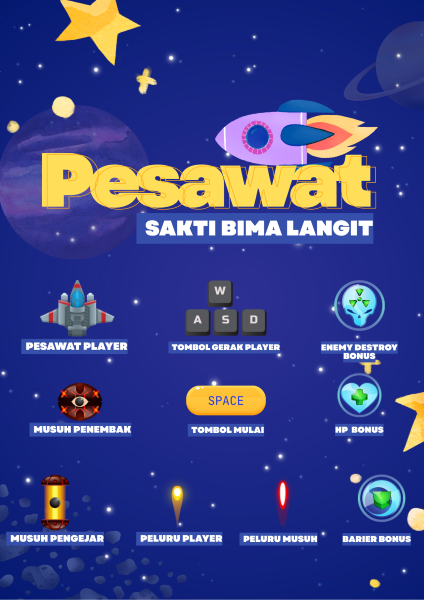 Pesawat
SAKTI BIMA LANGIT
W
A S D
PESAWAT PLAYER
TOMBOL GERAK PLAYER
ENEMY DESTROY
BONUS
SPACE
MUSUH PENEMBAK
TOMBOL MULAI
HP BONUS
MUSUH PENGEJAR
PELURU PLAYER
PELURU MUSUH
BARIER BONUS